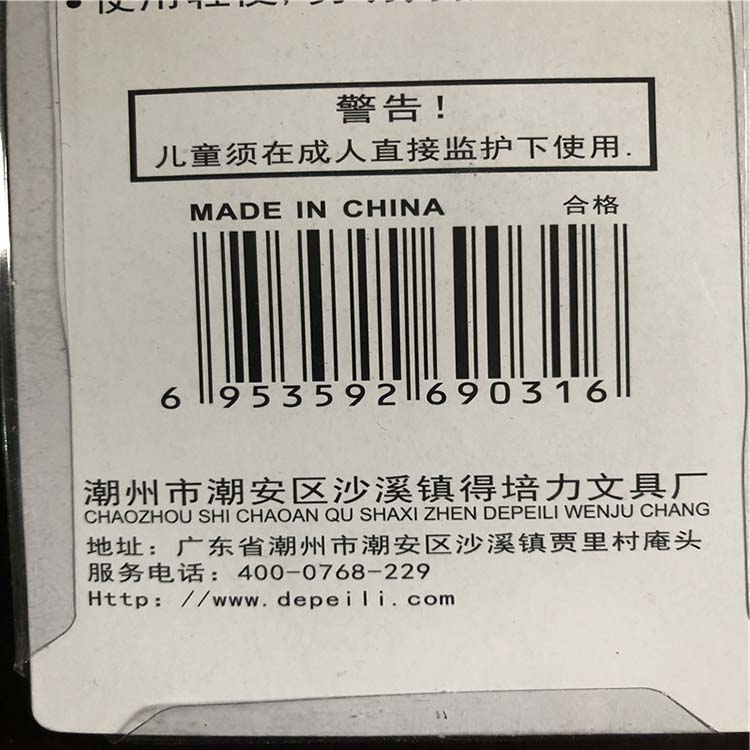 警告！
儿童须在成人直接监护下使用.
MADE IN CHINA 合格
6 953592 690316
潮州市潮安区沙溪镇得培力文具厂
CHAOZHOU SHI CHAOAN QU SHAXI ZHEN DEPEILI WENJU CHANG
地址：广东省潮州市潮安区沙溪镇贾里村庵头
服务电话：400-0768-229
Http：//www.depeili.com